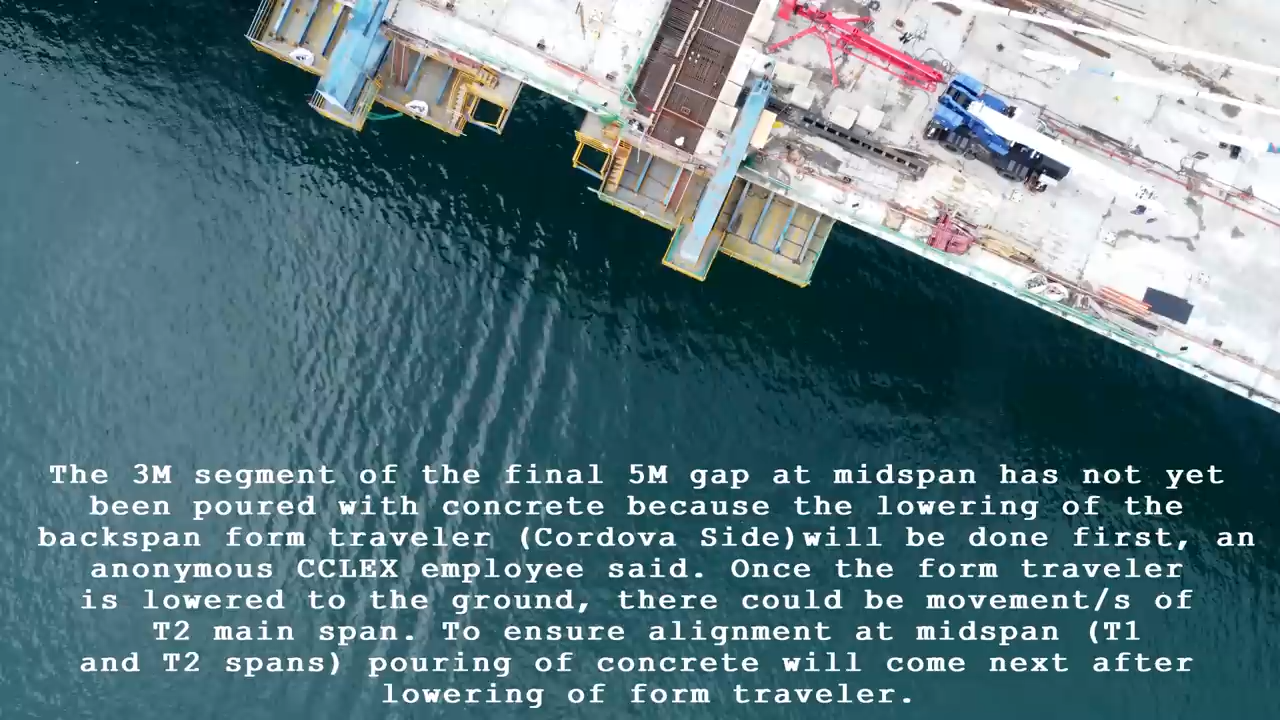 The 3M segment of the final 5M gap at midspan has not yet
been poured with concrete because the lowering of the
backspan form traveler (Cordova Side)will be done first, an
anonymous CCLEX employee said. Once the form traveler
is lowered to the ground, there could be movement/s of
T2 main span. To ensure alignment at midspan (T1
and T2 spans) pouring of concrete will come next after
lowering of form traveler.